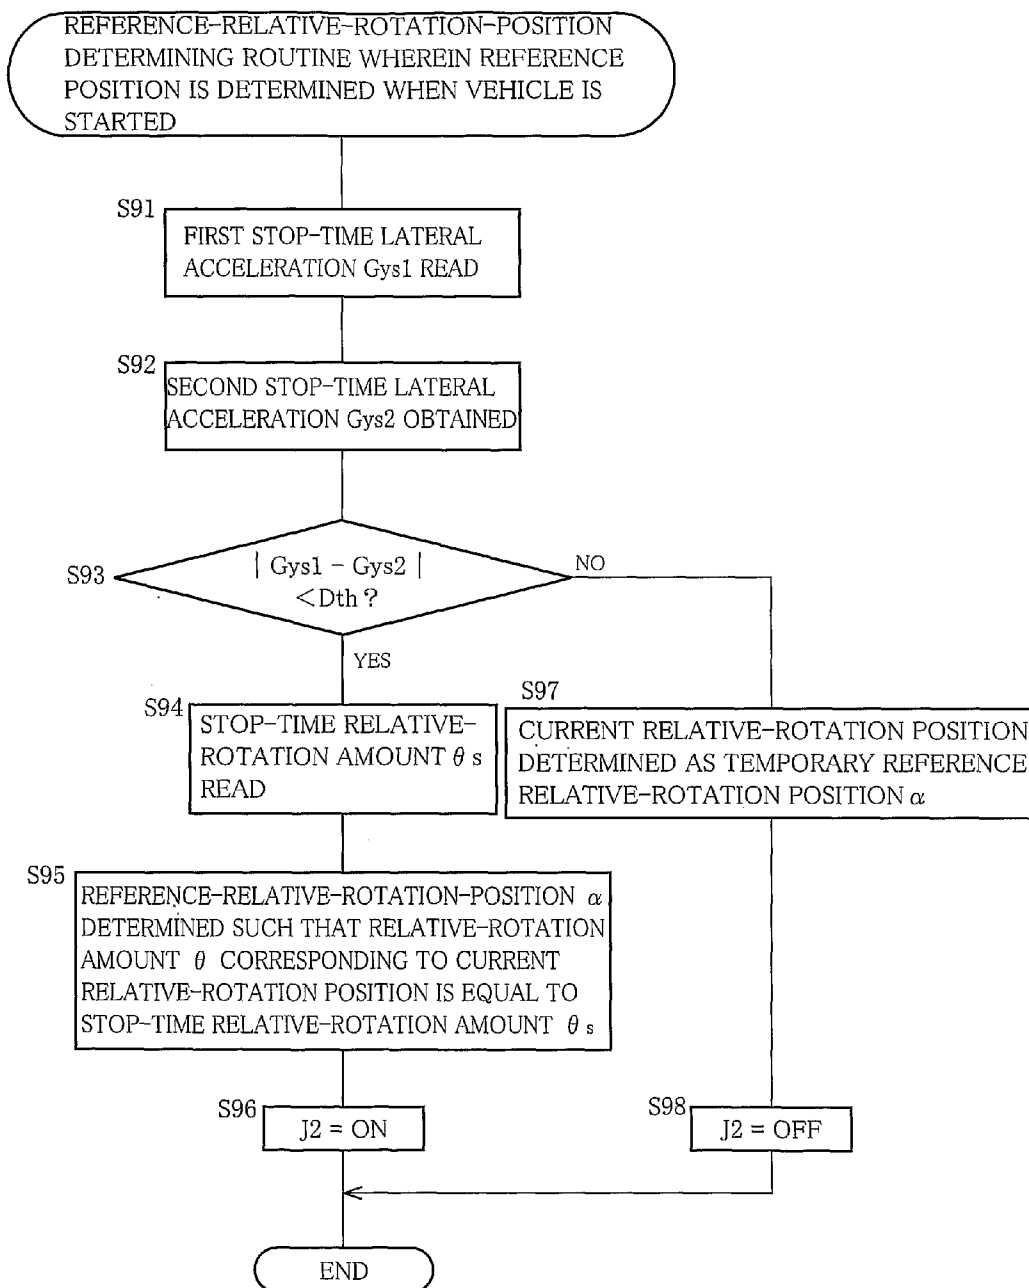 REFERENCE-RELATIVE-ROTATION-POSITION
DETERMINING ROUTINE WHEREIN REFERENCE
POSITION IS DETERMINED WHEN VEHICLE IS
STARTED
S91
FIRST STOP-TIME LATERAL
ACCELERATION Gys1 READ
S92
SECOND STOP-TIME LATERAL
ACCELERATION Gys2 OBTAINED
S93
| Gys1 - Gys2 |
<Dth ?
NO
YES
S94
STOP-TIME RELATIVE-
ROTATION AMOUNT θ s
READ
S97
CURRENT RELATIVE-ROTATION POSITION
DETERMINED AS TEMPORARY REFERENCE
RELATIVE-ROTATION POSITION α
S95
REFERENCE-RELATIVE-ROTATION-POSITION α
DETERMINED SUCH THAT RELATIVE-ROTATION
AMOUNT θ CORRESPONDING TO CURRENT
RELATIVE-ROTATION POSITION IS EQUAL TO
STOP-TIME RELATIVE-ROTATION AMOUNT θ s
S96
J2 = ON
S98
J2 = OFF
END